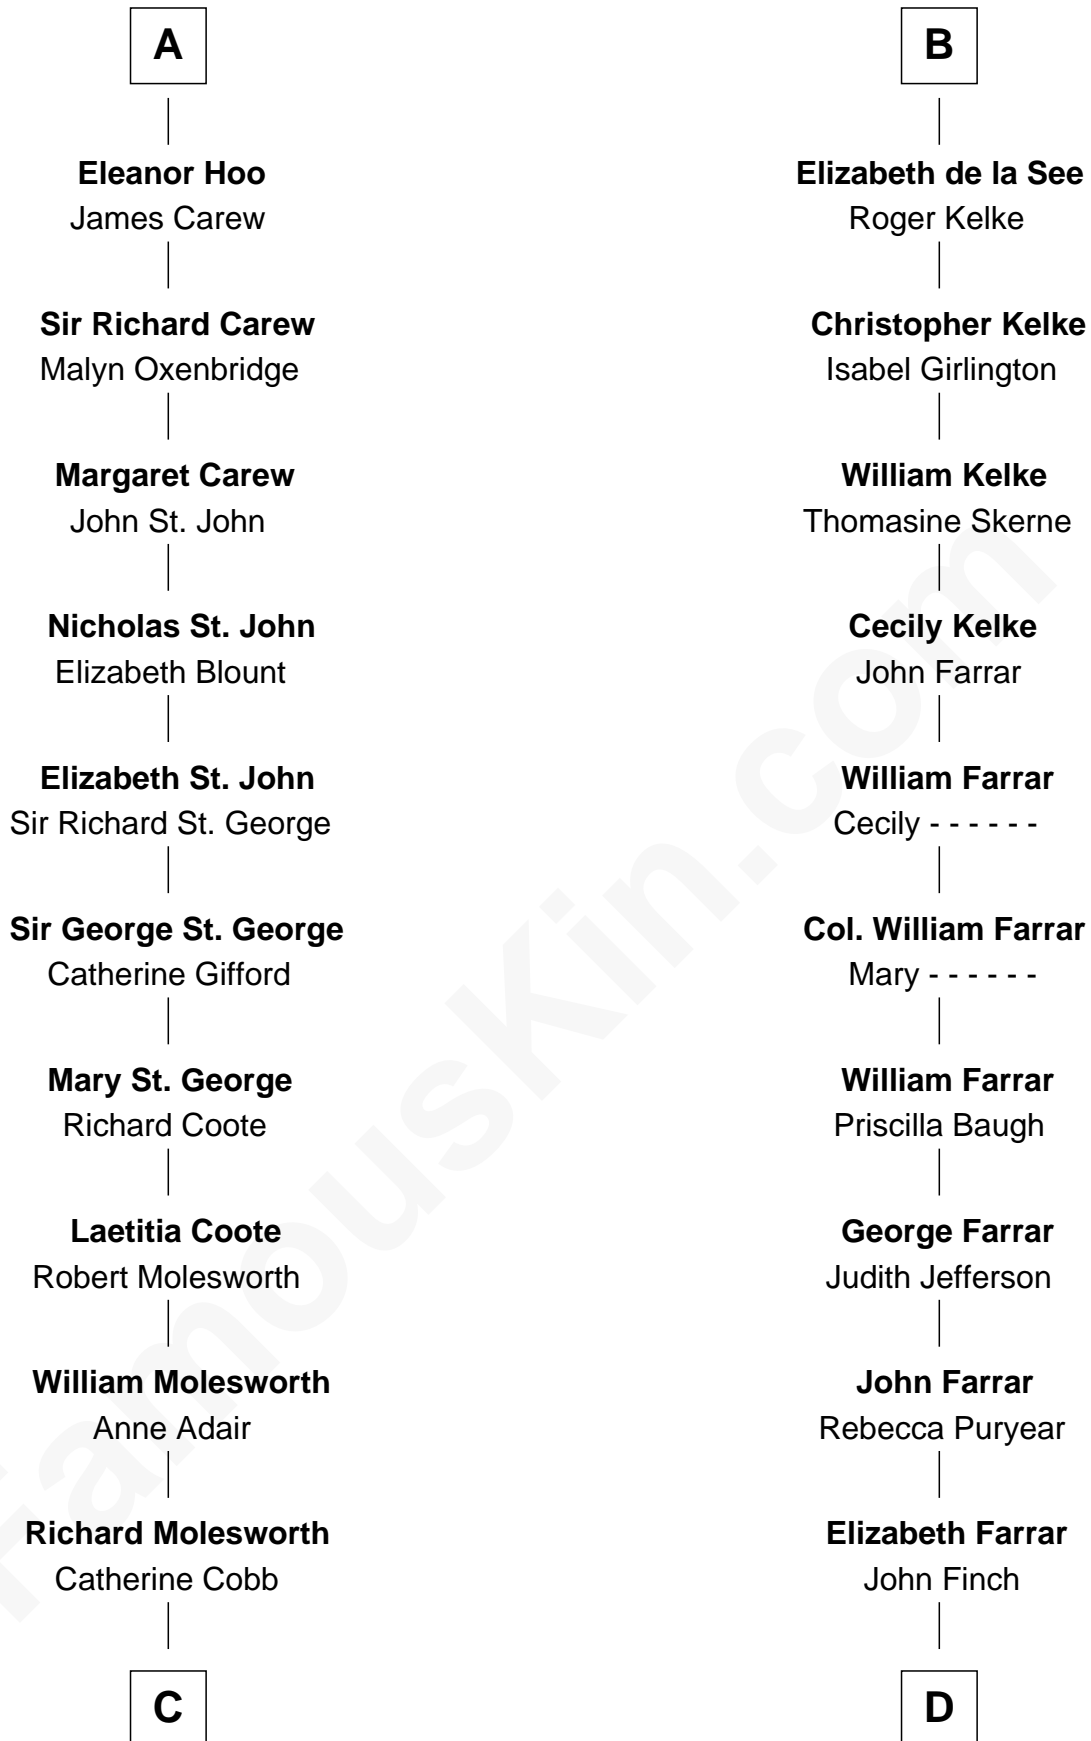 A
Eleanor Hoo
James Carew
Sir Richard Carew
Malyn Oxenbridge
Margaret Carew
John St. John
Nicholas St. John
Elizabeth Blount
Elizabeth St. John
Sir Richard St. George
Sir George St. George
Catherine Gifford
Mary St. George
Richard Coote
Laetitia Coote
Robert Molesworth
William Molesworth
Anne Adair
Richard Molesworth
Catherine Cobb
C
B
Elizabeth de la See
Roger Kelke
Christopher Kelke
Isabel Girlington
William Kelke
Thomasine Skerne
Cecily Kelke
John Farrar
William Farrar
Cecily - - - - - -
Col. William Farrar
Mary - - - - - -
William Farrar
Priscilla Baugh
George Farrar
Judith Jefferson
John Farrar
Rebecca Puryear
Elizabeth Farrar
John Finch
D
FamousKin.com